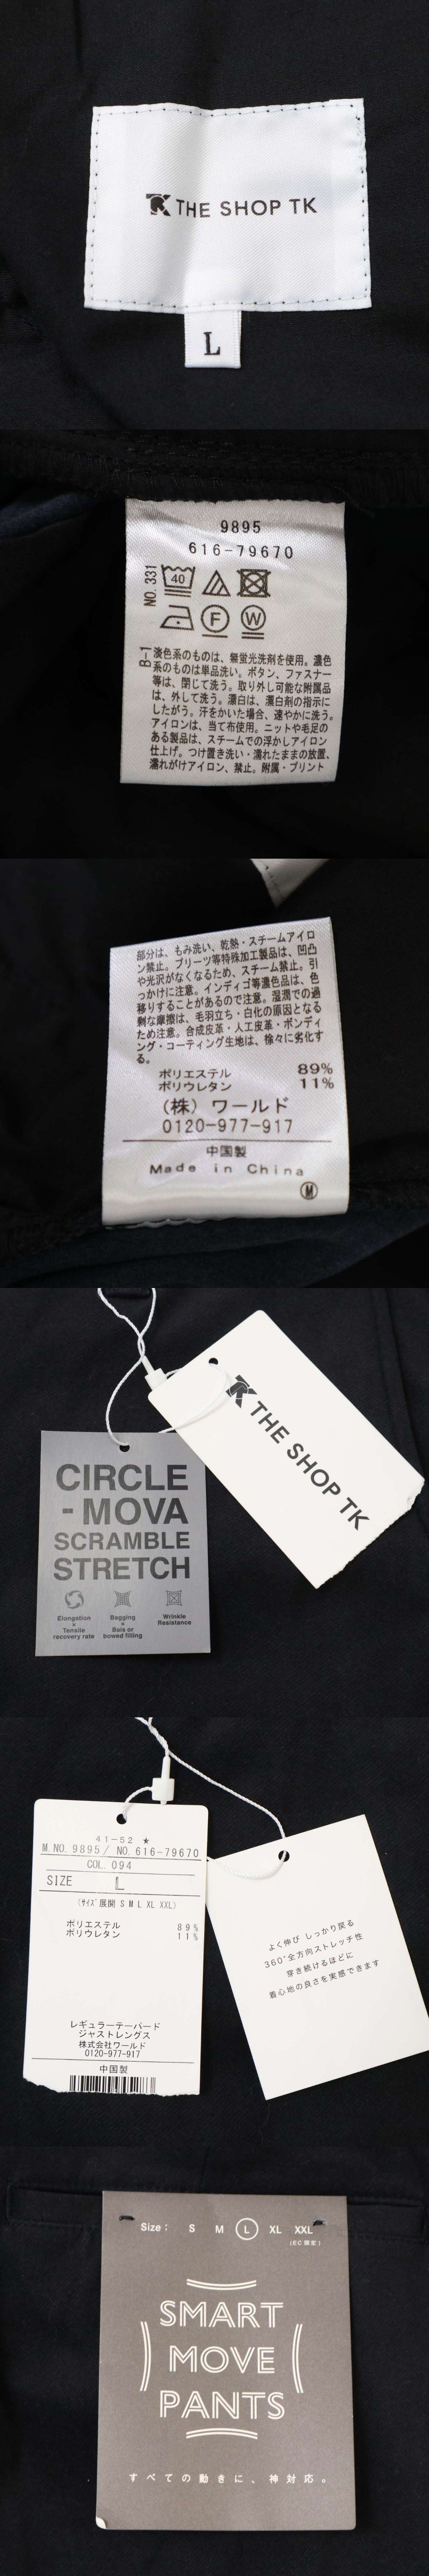 THE SHOP TK
L
9895
616-79670
NO. 331
40
F
W
B-1
淡色系のものは、無蛍光洗剤を使用。濃色
系のものは単品洗い。ボタン、ファスナー
等は、閉じて洗う。取り外し可能な附属品
は、外して洗う。漂白は、漂白剤の指示に
したがう。汗をかいた場合、速やかに洗う。
アイロンは、当て布使用。ニットや毛足の
ある製品は、スチームでの浮かしアイロン
仕上げ。つけ置き洗い・濡れたままの放置、
濡れがけアイロン、禁止。附属・プリント
部分は、もみ洗い、乾熱・スチームアイロ
ン禁止。プリーツ等特殊加工製品は、凹凸
や光沢がなくなるため、スチーム禁止。引
っかけに注意。インディゴ等濃色品は、色
移りすることがあるので注意。湿潤での過
剰な摩擦は、毛羽立ち・白化の原因となる
ため注意。合成皮革・人工皮革・ボンディ
ング・コーティング生地は、徐々に劣化す
る。
ポリエステル 89%
ポリウレタン 11%
(株) ワールド
0120-977-917
中国製
Made in China
M
THE SHOP TK
CIRCLE
-MOVA
SCRAMBLE
STRETCH
Elongation
×
Tensile
recovery rate
Bagging
×
Bais or
bowed filling
Wrinkle
Resistance
41-52 ★
M.NO. 9895/ NO. 616-79670
COL. 094
SIZE L
(ｻｲｽﾞ展開 S M L XL XXL)
ポリエステル 89%
ポリウレタン 11%
レギュラーテーパード
ジャストレングス
株式会社ワールド
0120-977-917
中国製
よく伸び しっかり戻る
360°全方向ストレッチ性
穿き続けるほどに
着心地の良さを実感できます
Size : S M L XL XXL
(EC限定)
SMART
MOVE
PANTS
すべての動きに、神対応。